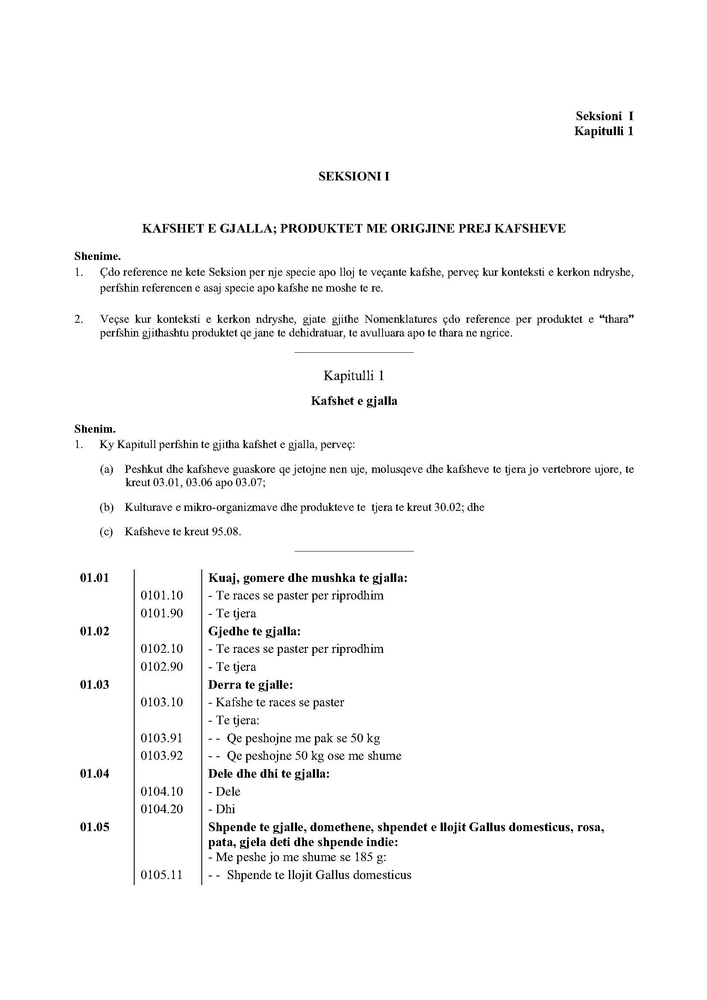 Seksioni  I
Kapitulli 1
SEKSIONI I
KAFSHET E GJALLA; PRODUKTET ME ORIGJINE PREJ KAFSHEVE
Shenime.
1. Çdo reference ne kete Seksion per nje specie apo lloj te veçante kafshe, perveç kur konteksti e kerkon ndryshe,
perfshin referencen e asaj specie apo kafshe ne moshe te re.
2. Veçse kur konteksti e kerkon ndryshe, gjate gjithe Nomenklatures çdo reference per produktet e “thara”
perfshin gjithashtu produktet qe jane te dehidratuar, te avulluara apo te thara ne ngrice.
Kapitulli 1
Kafshet e gjalla
Shenim.
1. Ky Kapitull perfshin te gjitha kafshet e gjalla, perveç:
(a) Peshkut dhe kafsheve guaskore qe jetojne nen uje, molusqeve dhe kafsheve te tjera jo vertebrore ujore, te
kreut 03.01, 03.06 apo 03.07;
(b) Kulturave e mikro-organizmave dhe produkteve te  tjera te kreut 30.02; dhe
(c) Kafsheve te kreut 95.08.
01.01 Kuaj, gomere dhe mushka te gjalla:
0101.10 - Te races se paster per riprodhim
0101.90 - Te tjera
01.02 Gjedhe te gjalla:
0102.10 - Te races se paster per riprodhim
0102.90 - Te tjera
01.03 Derra te gjalle:
0103.10 - Kafshe te races se paster
- Te tjera:
0103.91 - -  Qe peshojne me pak se 50 kg
0103.92 - -  Qe peshojne 50 kg ose me shume
01.04 Dele dhe dhi te gjalla:
0104.10 - Dele
0104.20 - Dhi
01.05 Shpende te gjalle, domethene, shpendet e llojit Gallus domesticus, rosa,
pata, gjela deti dhe shpende indie:
- Me peshe jo me shume se 185 g:
0105.11 - -  Shpende te llojit Gallus domesticus